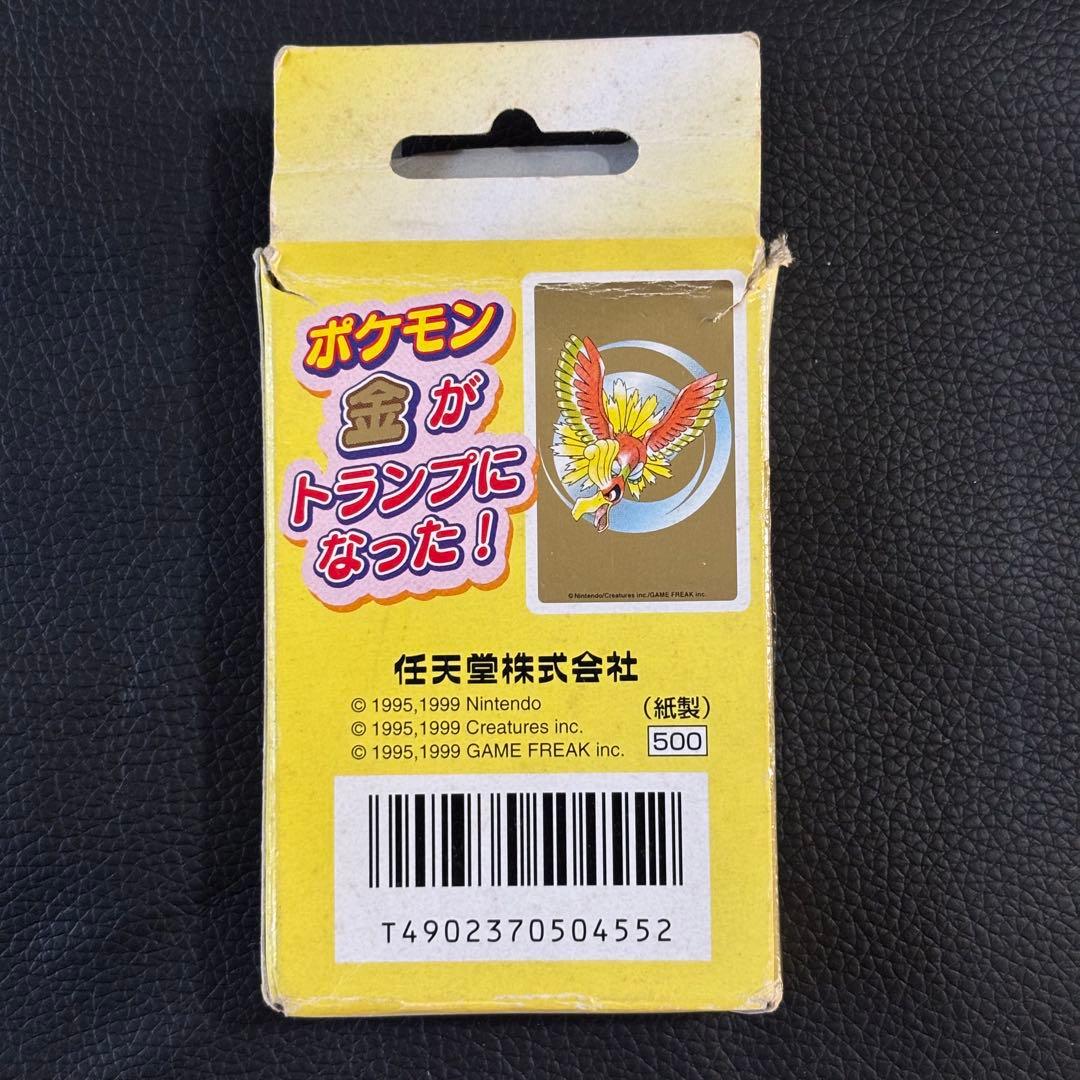 ポケモン
金が
トランプに
なった!
©Nintendo/Creatures inc./GAME FREAK inc.
任天堂株式会社
© 1995,1999 Nintendo
© 1995,1999 Creatures inc.
© 1995,1999 GAME FREAK inc.
(紙製)
500
T4902370504552